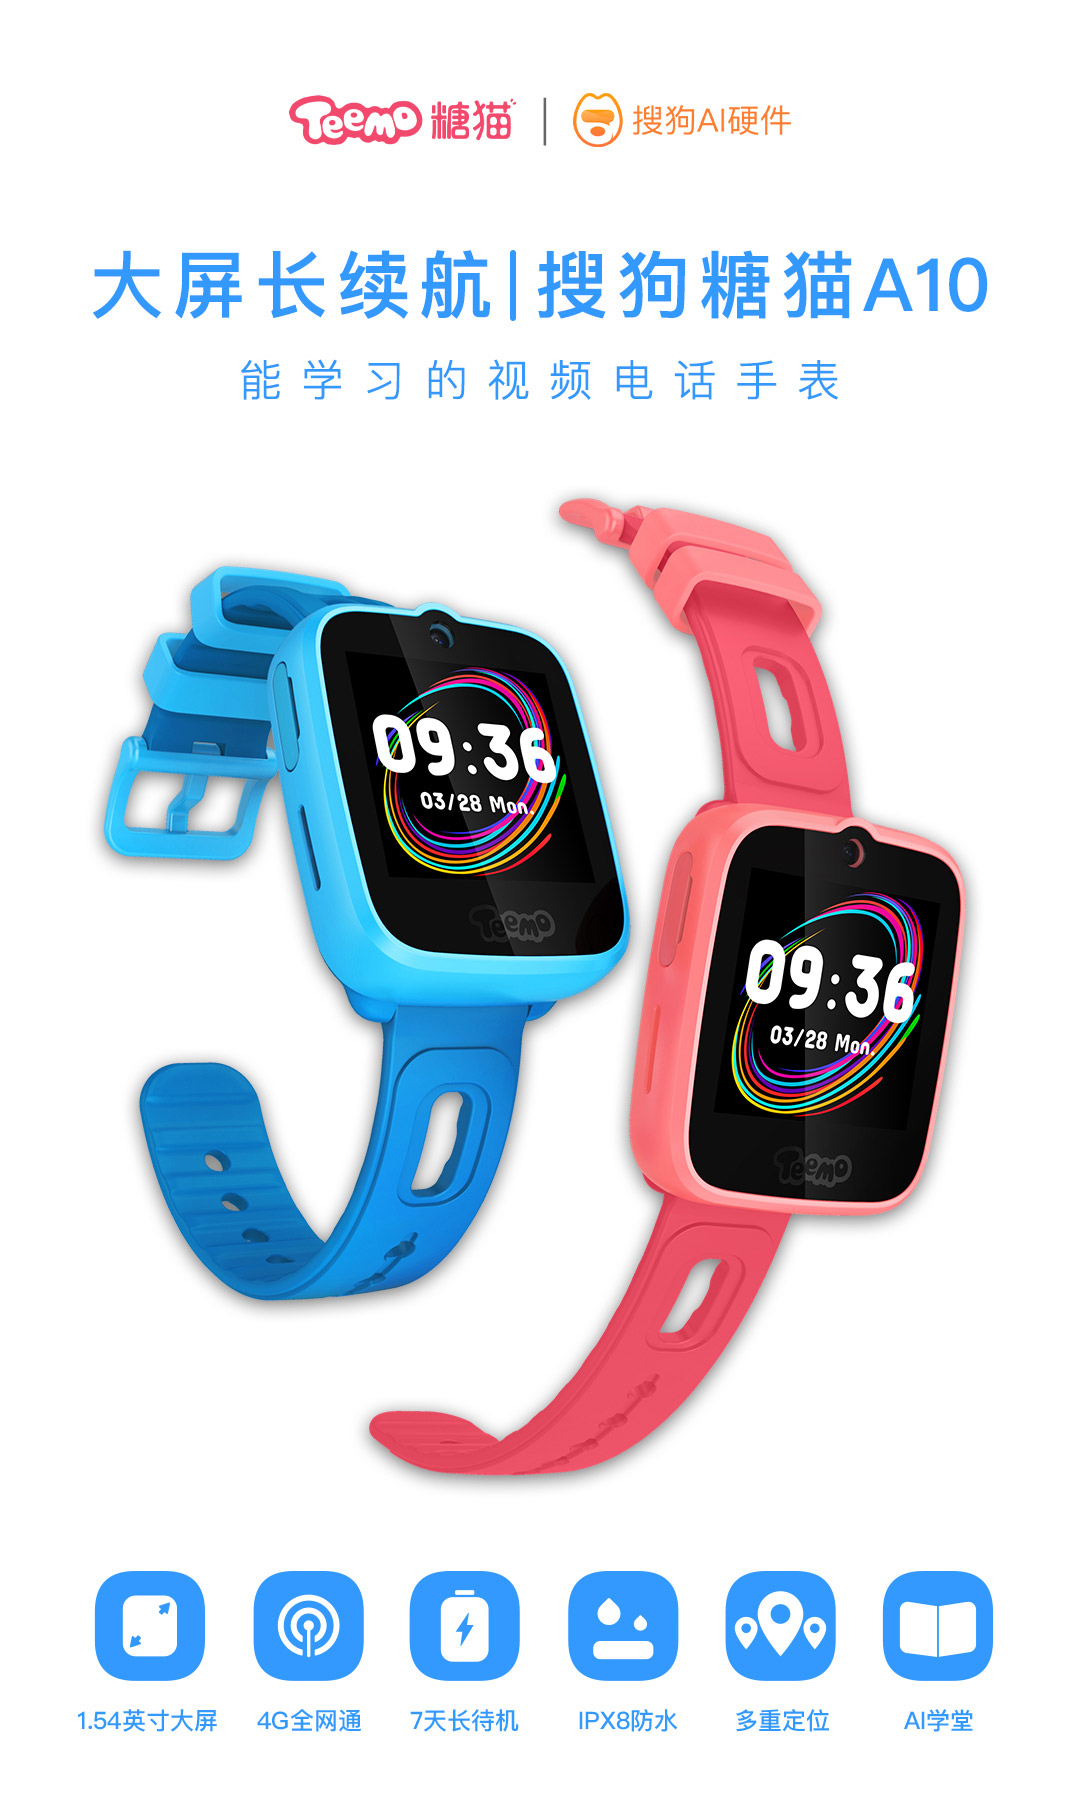 Teemo 糖猫 | 搜狗AI硬件
大屏长续航|搜狗糖猫A10
能学习的视频电话手表
09:36
03/28 Mon.
Teemo
09:36
03/28 Mon.
Teemo
1.54英寸大屏 4G全网通 7天长待机 IPX8防水 多重定位 AI学堂